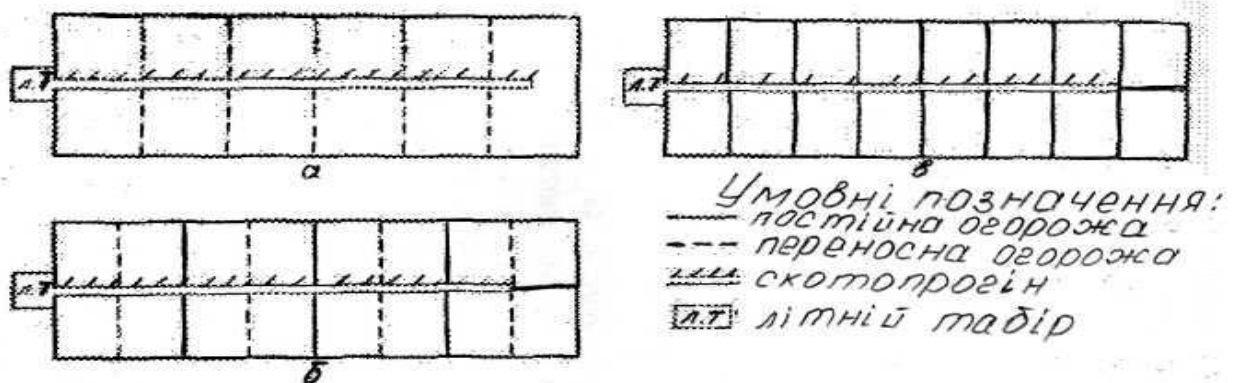 л.т
а
л.т
в
л.т
б
Умовні позначення:
постійна огорожа
переносна огорожа
скотопрогін
л.т літній табір